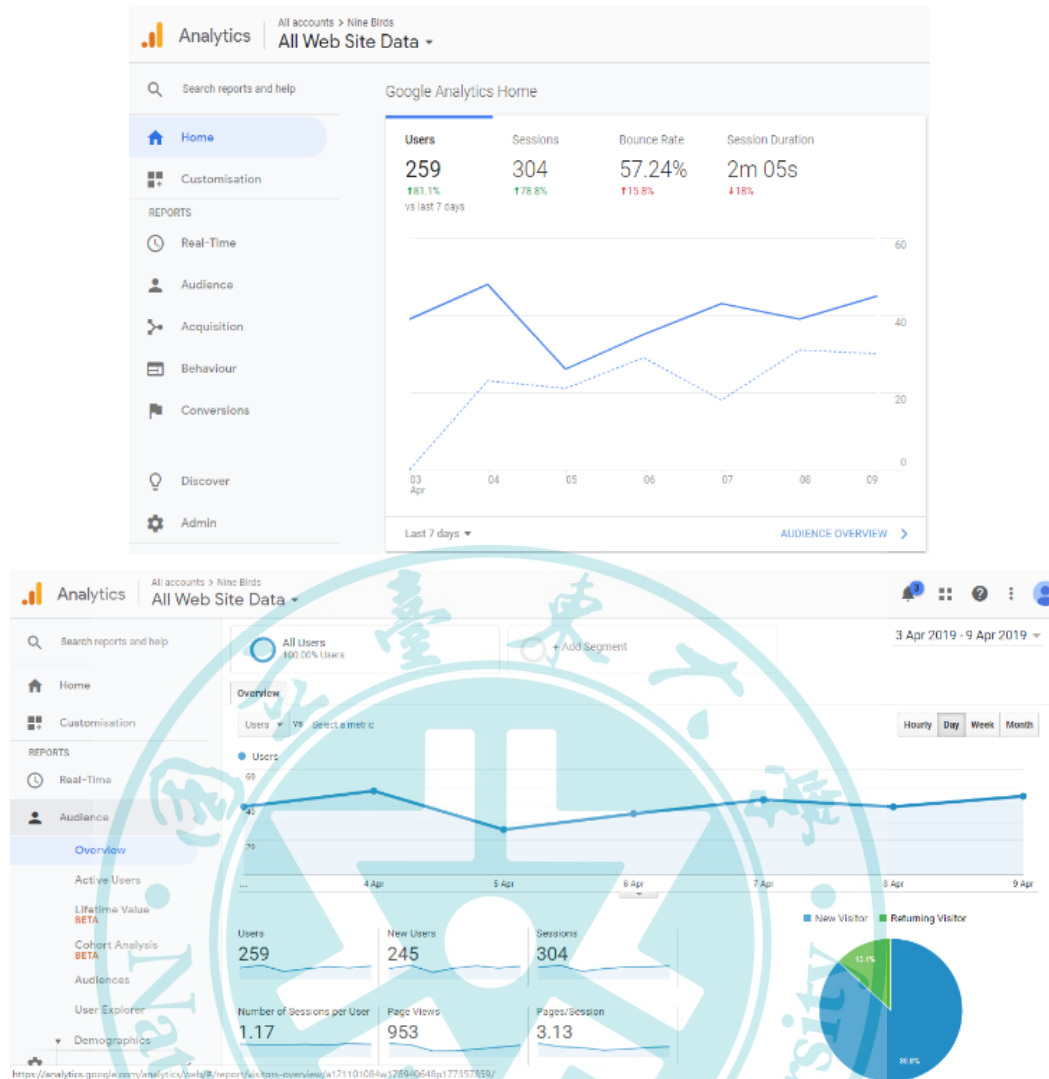 All accounts > Nine Birds
Analytics
All Web Site Data
Search reports and help
Google Analytics Home
Home
Customisation
REPORTS
Real-Time
Audience
Acquisition
Behaviour
Conversions
Discover
Admin
Users Sessions Bounce Rate Session Duration
259 304 57.24% 2m 05s
↑81.1% ↑78.8% ↑15.8% ↓18%
vs last 7 days
60
40
20
0
03 04 05 06 07 08 09
Apr
Last 7 days
AUDIENCE OVERVIEW >
All accounts > Nine Birds
Analytics
All Web Site Data
3
Search reports and help
All Users
100.00% Users
+ Add Segment
3 Apr 2019 - 9 Apr 2019
Home
Customisation
REPORTS
Real-Time
Audience
Overview
Active Users
Lifetime Value
BETA
Cohort Analysis
BETA
Audiences
User Explorer
Demographics
Overview
Users VS Select a metric
Hourly Day Week Month
Users
60
40
20
... 4 Apr 5 Apr 6 Apr 7 Apr 8 Apr 9 Apr
New Visitor Returning Visitor
Users New Users Sessions
259 245 304
Number of Sessions per User Page Views Pages/Session
1.17 953 3.13